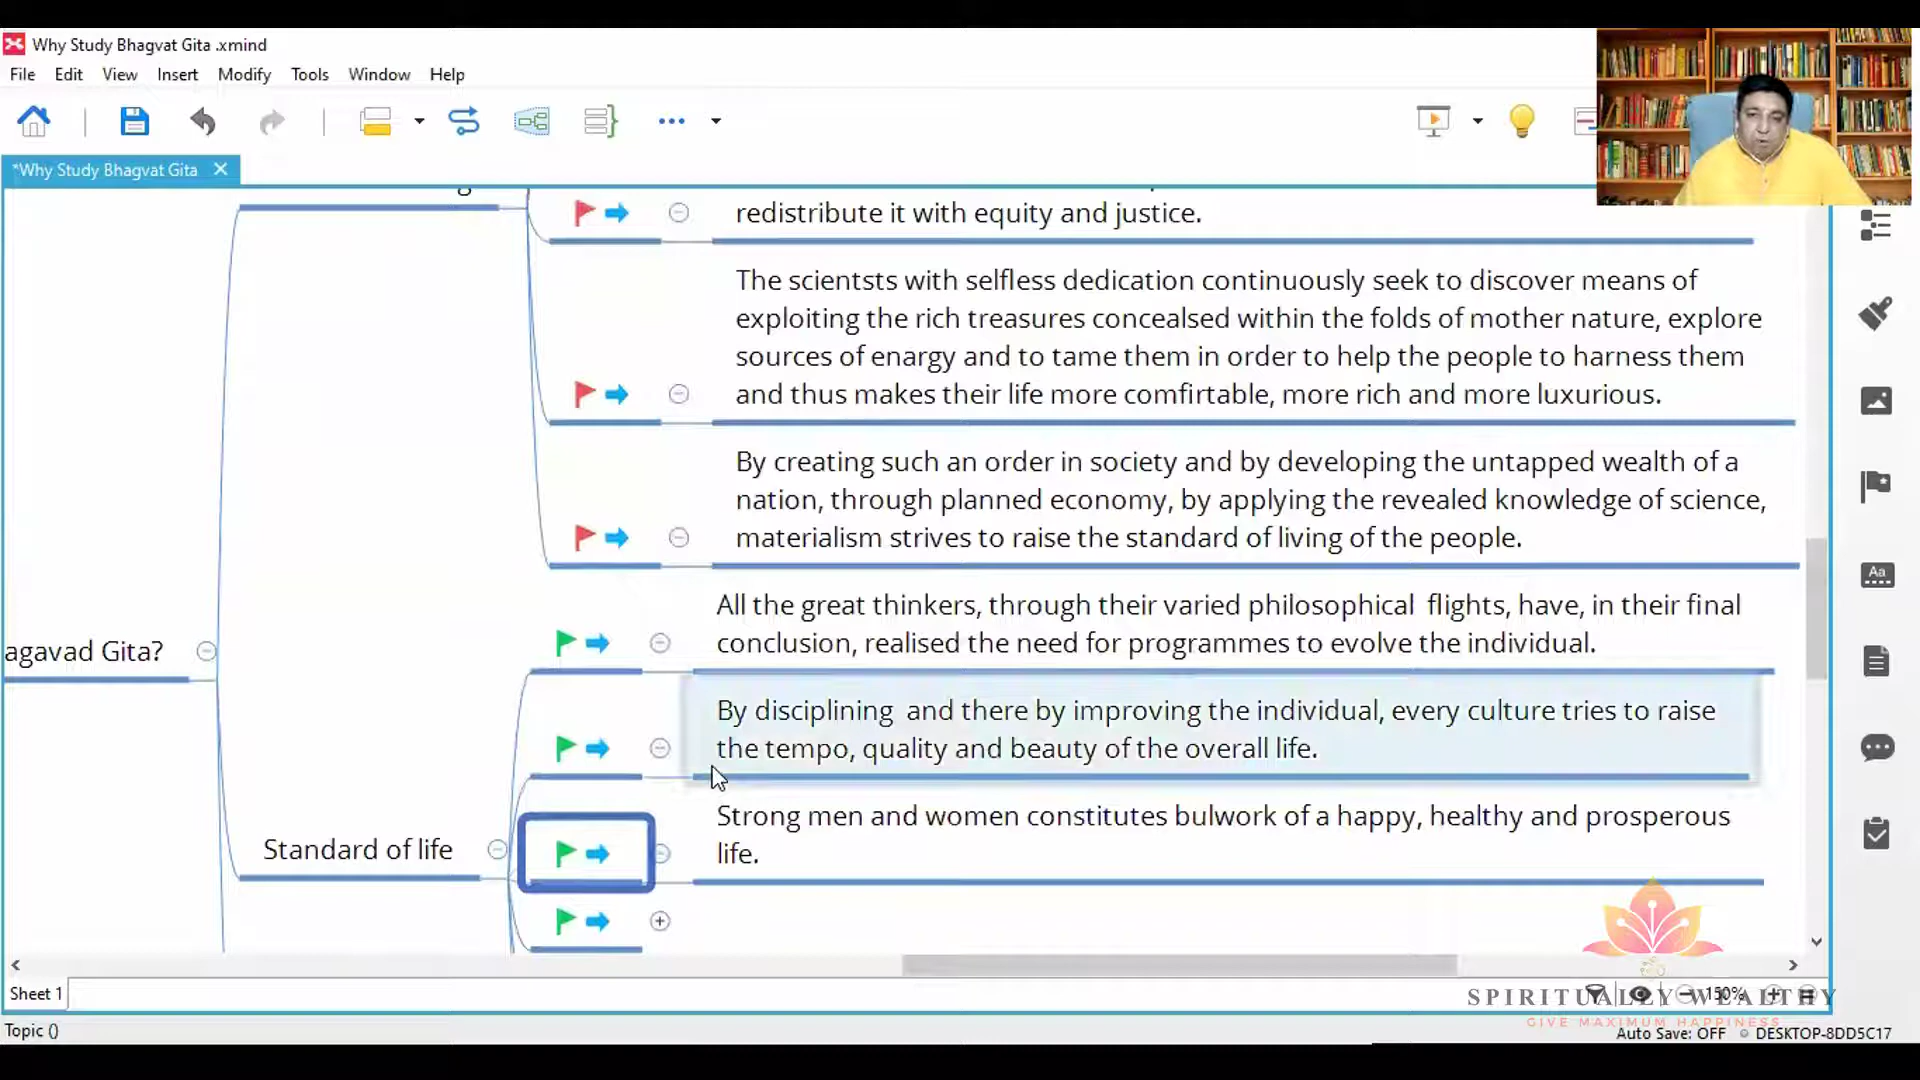 Why Study Bhagvat Gita .xmind
File Edit View Insert Modify Tools Window Help
*Why Study Bhagvat Gita
redistribute it with equity and justice.
The scientsts with selfless dedication continuously seek to discover means of
exploiting the rich treasures concealsed within the folds of mother nature, explore
sources of enargy and to tame them in order to help the people to harness them
and thus makes their life more comfirtable, more rich and more luxurious.
By creating such an order in society and by developing the untapped wealth of a
nation, through planned economy, by applying the revealed knowledge of science,
materialism strives to raise the standard of living of the people.
All the great thinkers, through their varied philosophical flights, have, in their final
conclusion, realised the need for programmes to evolve the individual.
agavad Gita?
By disciplining and there by improving the individual, every culture tries to raise
the tempo, quality and beauty of the overall life.
Standard of life
Strong men and women constitutes bulwork of a happy, healthy and prosperous
life.
Aa
Sheet 1
150%
SPIRITUALLY WEALTHY
GIVE MAXIMUM HAPPINESS
Topic ()
Auto Save: OFF
DESKTOP-8DD5C17